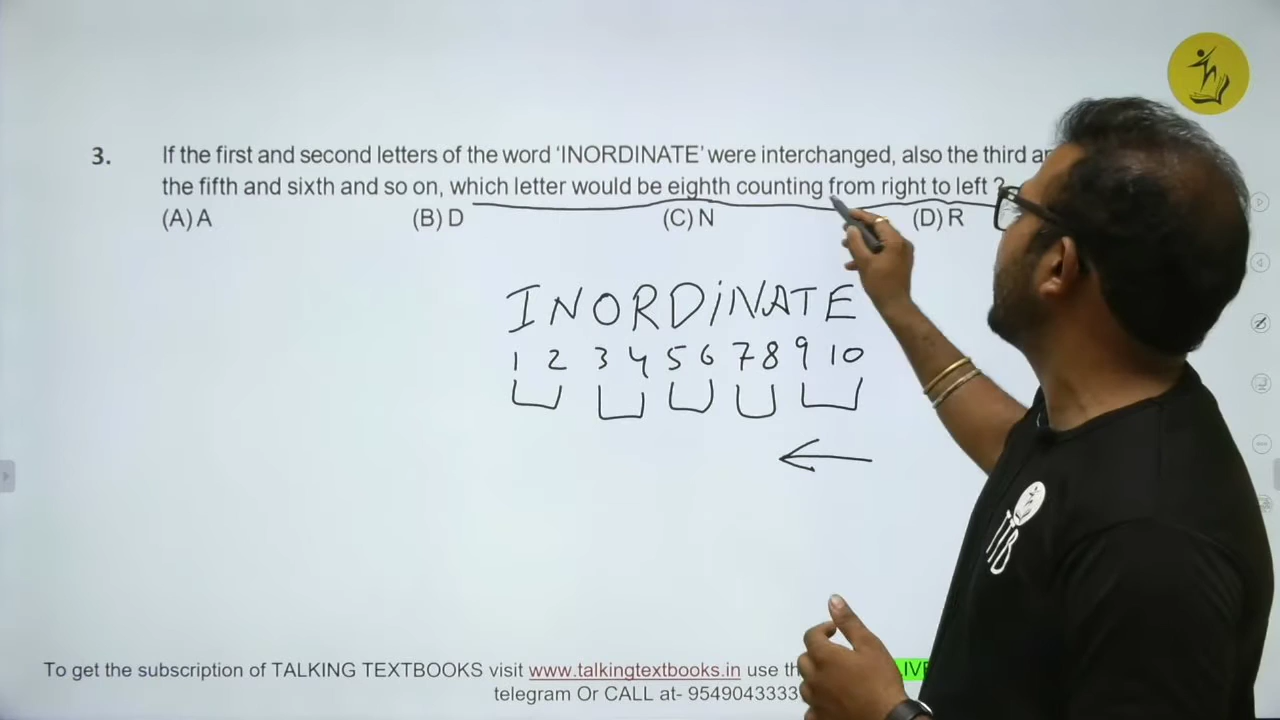 3. If the first and second letters of the word ‘INORDINATE’ were interchanged, also the third
the fifth and sixth and so on, which letter would be eighth counting from right to left ?
(A) A (B) D (C) N (D) R
INORDiNATE
1 2 3 4 5 6 7 8 9 10
TTB
To get the subscription of TALKING TEXTBOOKS visit www.talkingtextbooks.in use
telegram Or CALL at- 9549043333